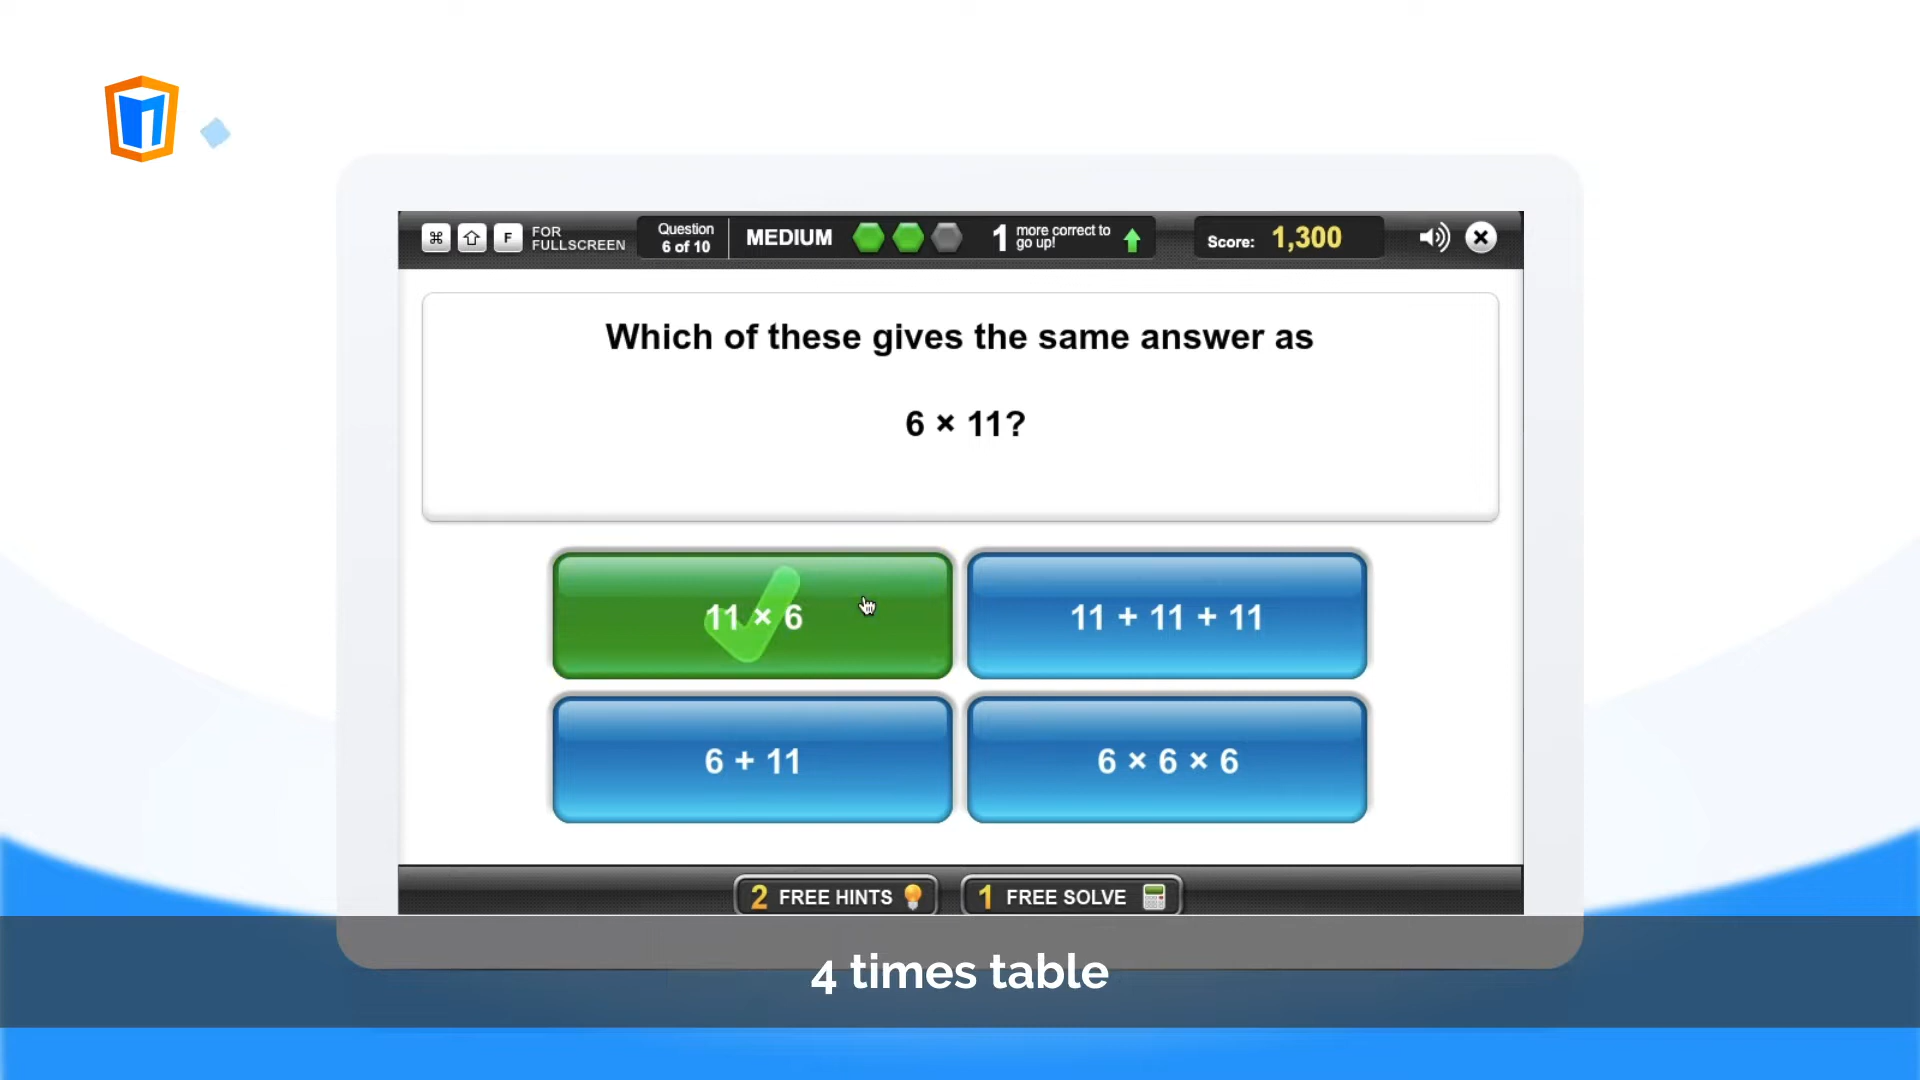 ⌘ ⇧ F FOR
FULLSCREEN
Question
6 of 10
MEDIUM
1 more correct to
go up!
Score: 1,300
Which of these gives the same answer as
6 × 11?
11 × 6
11 + 11 + 11
6 + 11
6 × 6 × 6
2 FREE HINTS
1 FREE SOLVE
4 times table